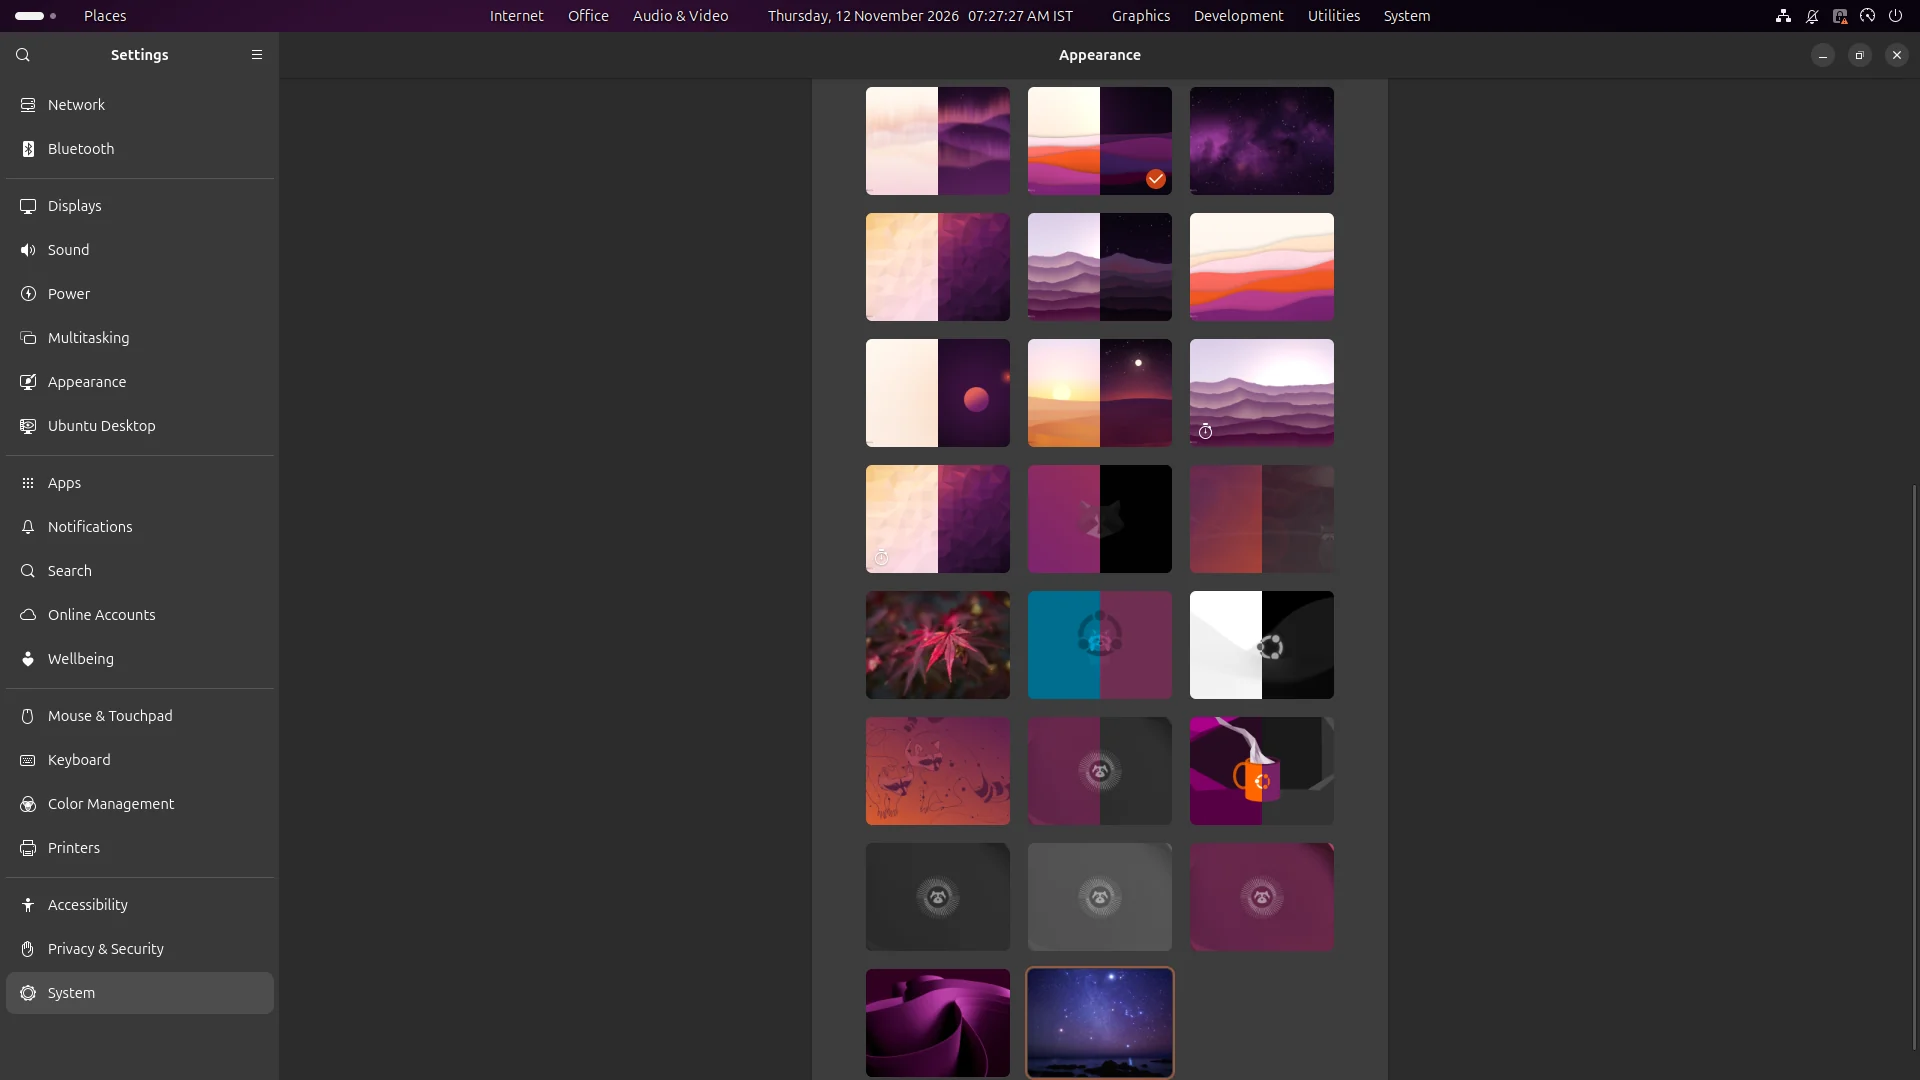 Places
Internet
Office
Audio & Video
Thursday, 12 November 2026 07:27:27 AM IST
Graphics
Development
Utilities
System
Settings
Appearance
Network
Bluetooth
Displays
Sound
Power
Multitasking
Appearance
Ubuntu Desktop
Apps
Notifications
Search
Online Accounts
Wellbeing
Mouse & Touchpad
Keyboard
Color Management
Printers
Accessibility
Privacy & Security
System